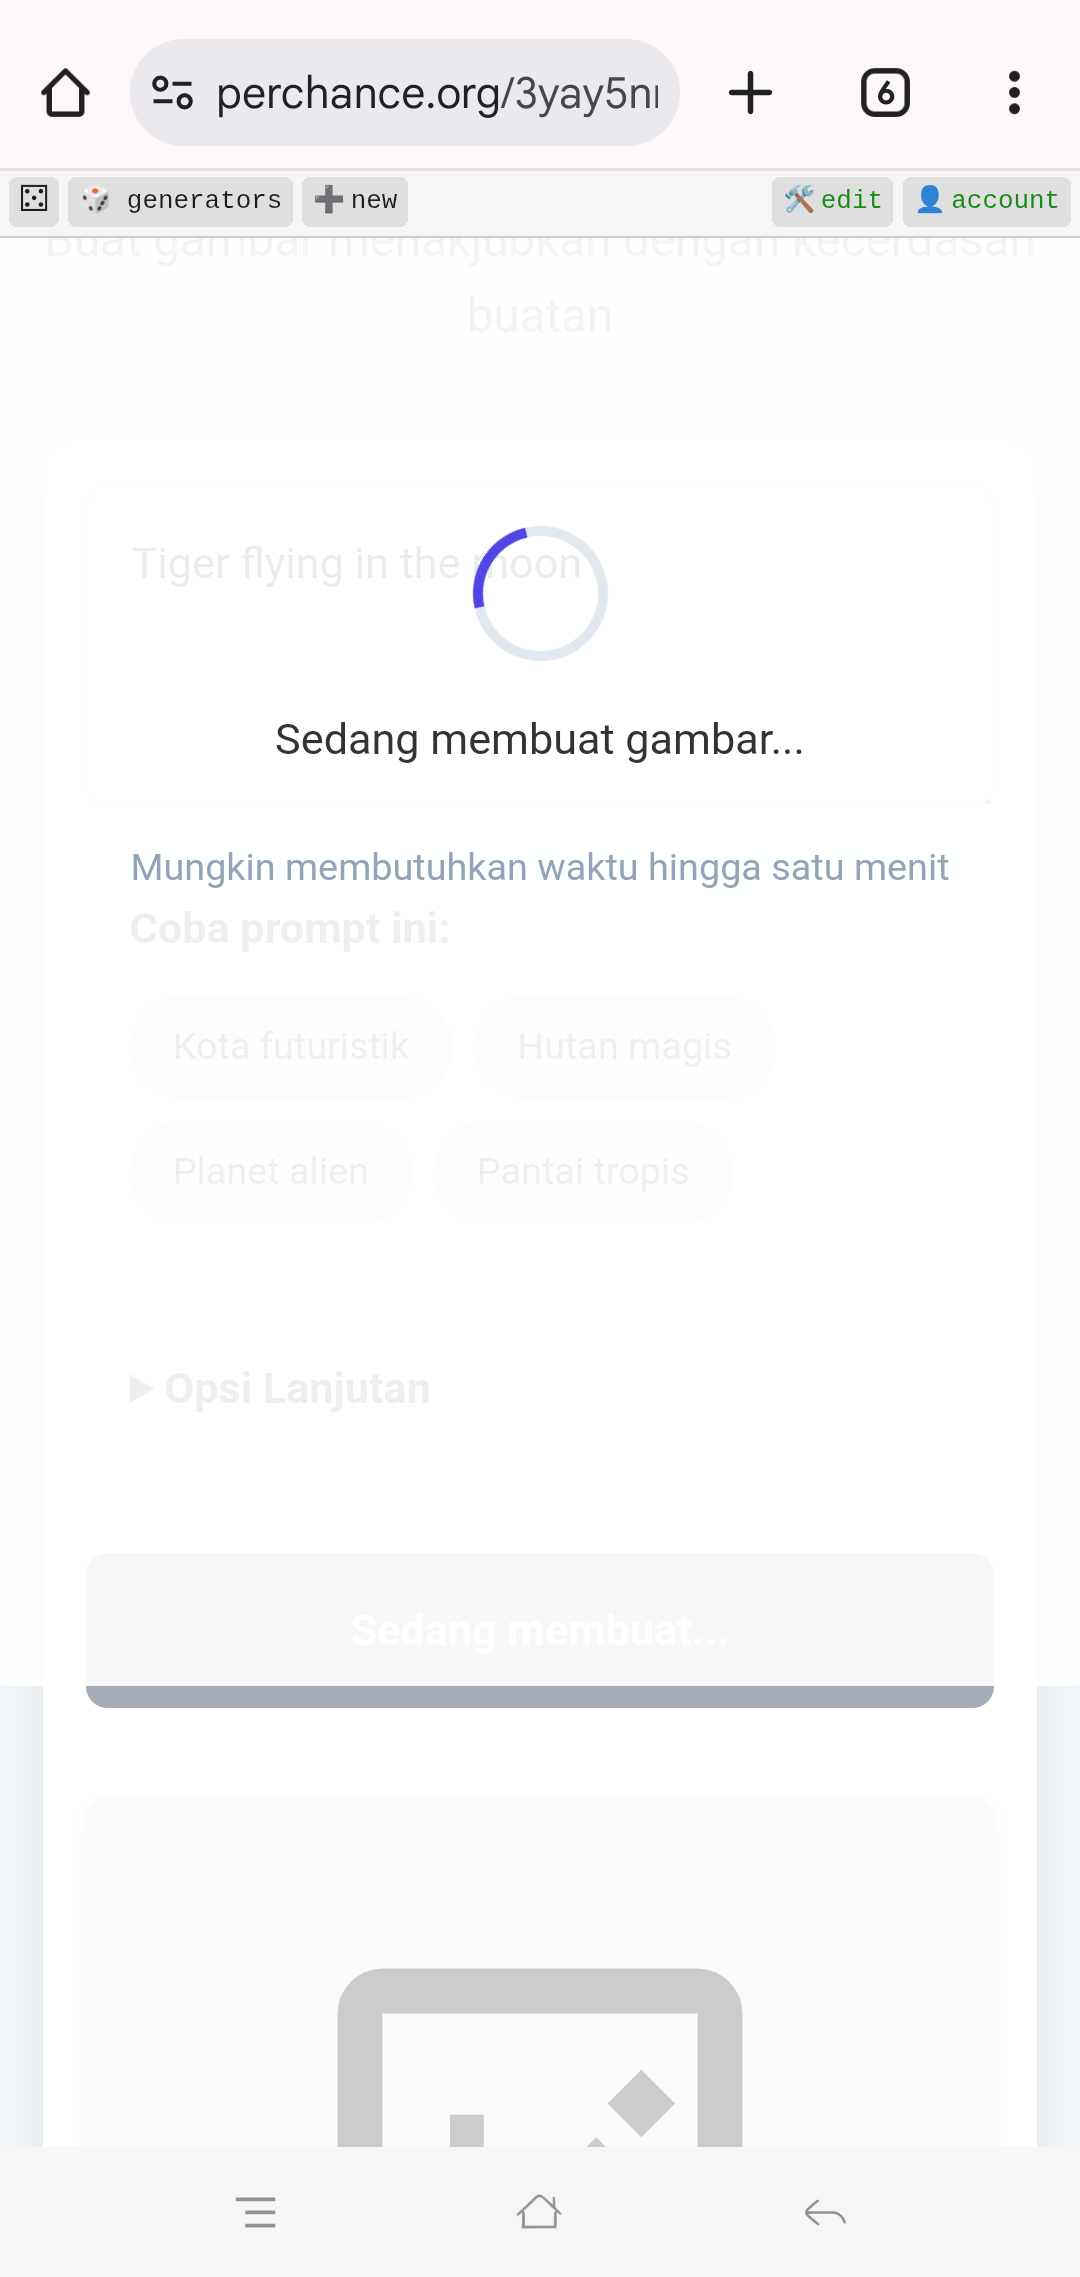 perchance.org/3yay5n
6
generators
new
edit
account
Buat gambar menakjubkan dengan kecerdasan
buatan
Tiger flying in the moon
Sedang membuat gambar...
Mungkin membutuhkan waktu hingga satu menit
Coba prompt ini:
Kota futuristik
Hutan magis
Planet alien
Pantai tropis
Opsi Lanjutan
Sedang membuat...